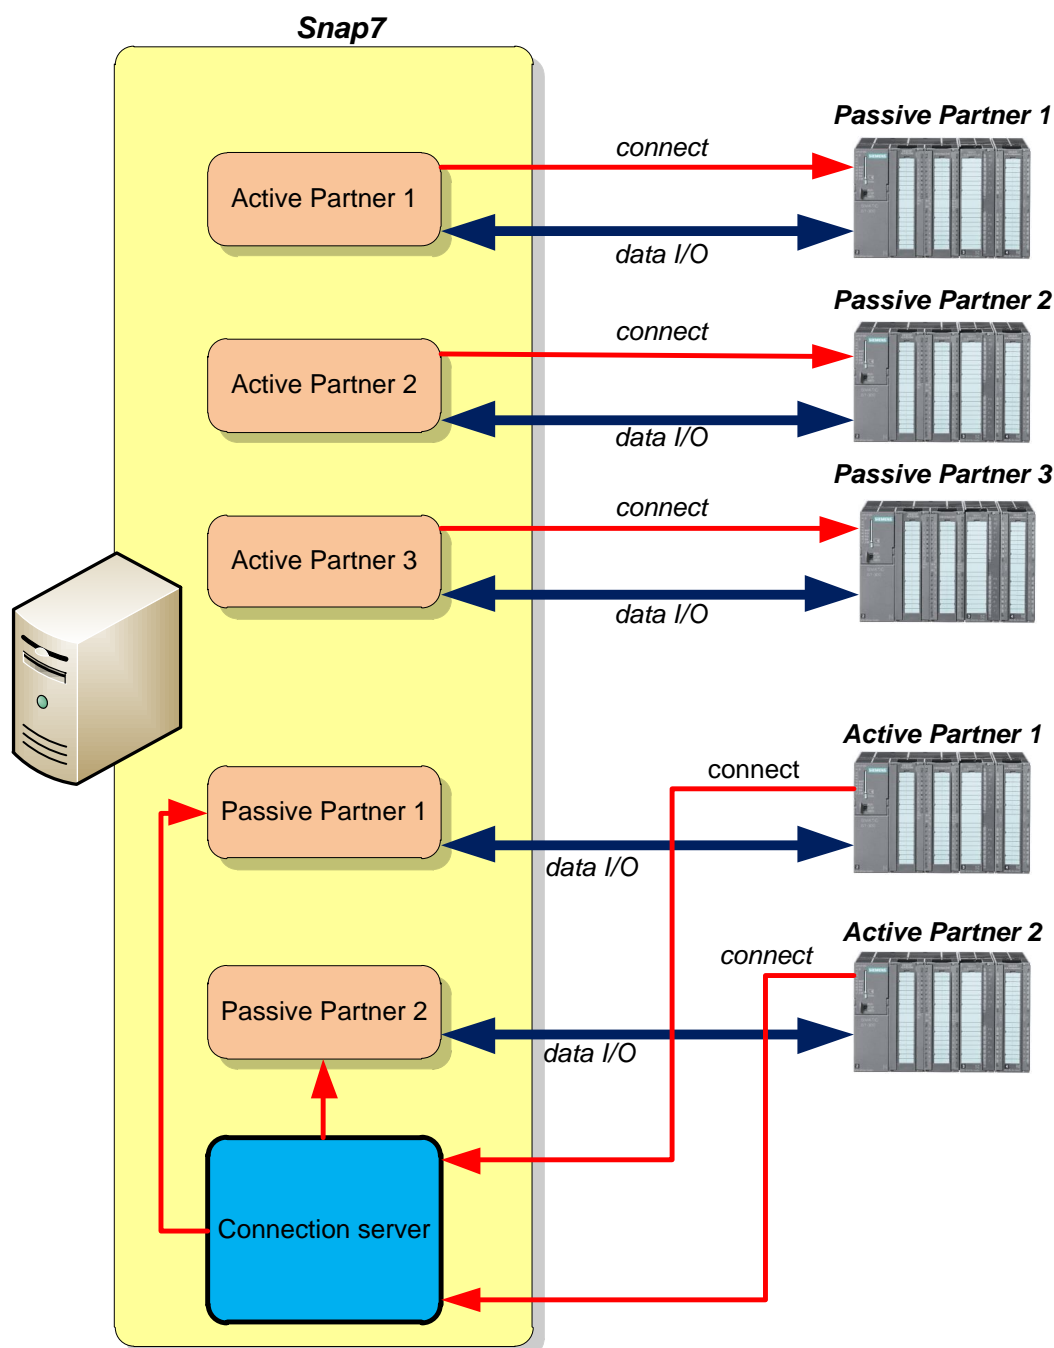 Snap7
Passive Partner 1
connect
Active Partner 1
data I/O
Passive Partner 2
connect
Active Partner 2
data I/O
Passive Partner 3
connect
Active Partner 3
data I/O
Active Partner 1
connect
Passive Partner 1
data I/O
Active Partner 2
connect
Passive Partner 2
data I/O
Connection server